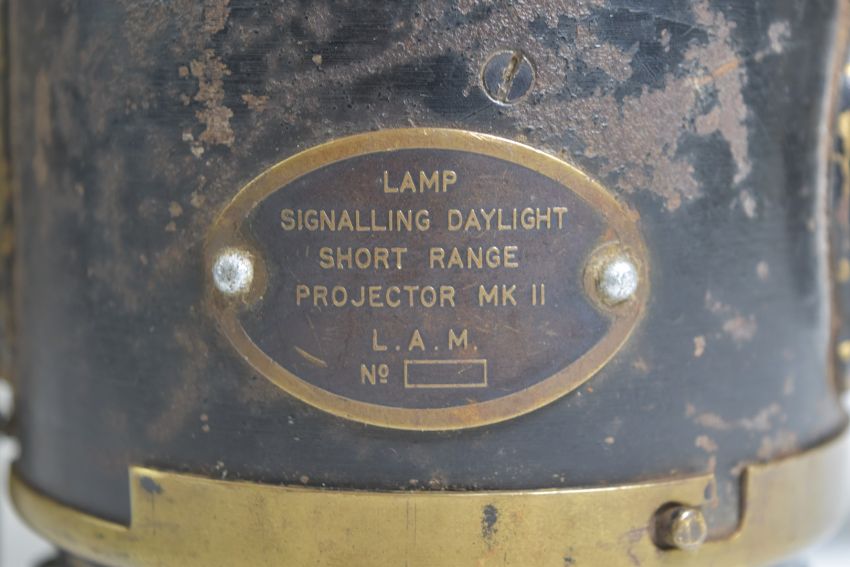 LAMP
SIGNALLING DAYLIGHT
SHORT RANGE
PROJECTOR MK II
L.A.M.
Nº